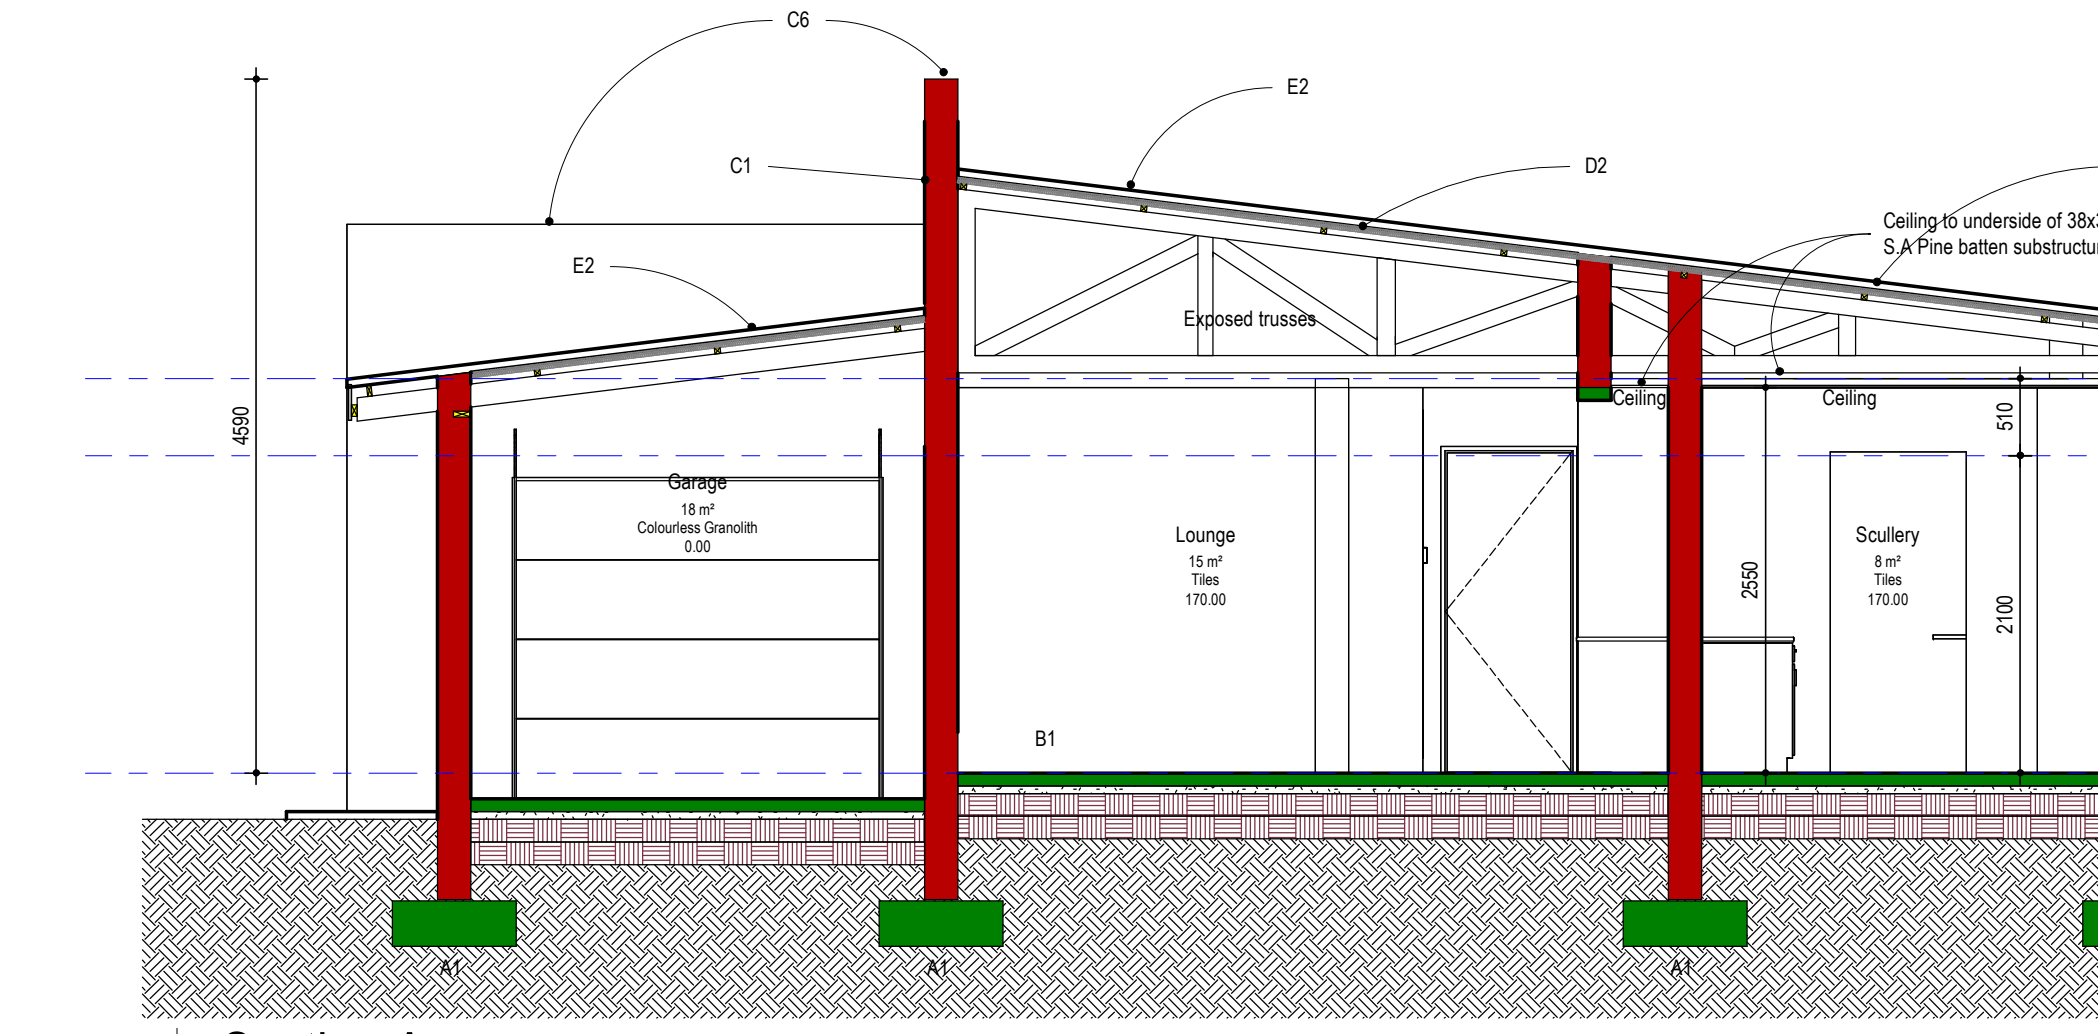 C6
E2
C1
D2
Ceiling to underside of 38x
S.A Pine batten substructu
E2
Exposed trusses
4590
Ceiling
Ceiling
510
Garage
18 m²
Colourless Granolith
0.00
Lounge
15 m²
Tiles
170.00
2550
Scullery
8 m²
Tiles
170.00
2100
B1
A1
A1
A1